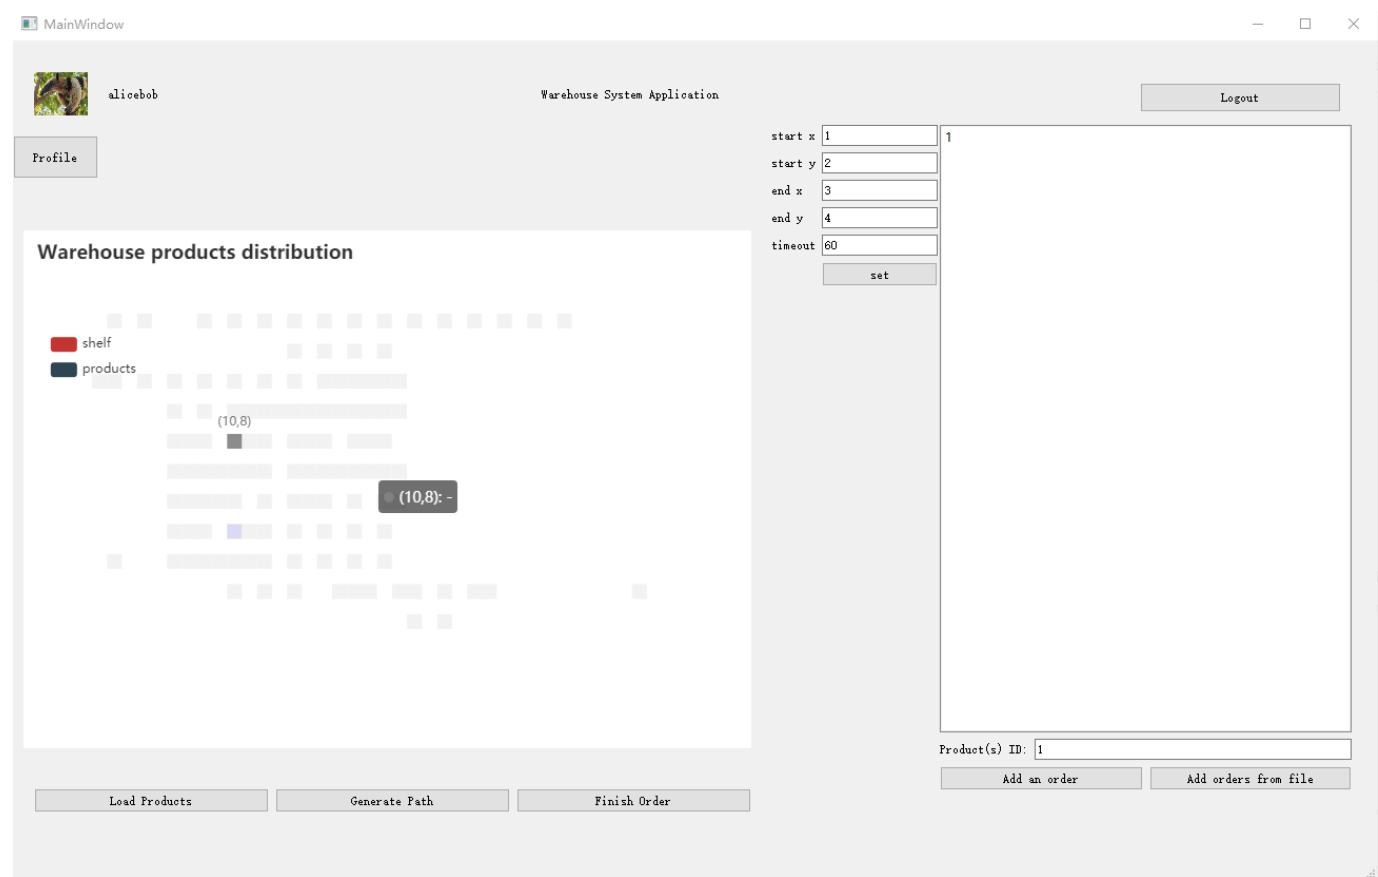 MainWindow
alicebob
Warehouse System Application
Logout
Profile
start x 1
start y 2
end x 3
end y 4
timeout 60
set
1
Warehouse products distribution
shelf
products
(10,8)
(10,8): -
Product(s) ID: 1
Add an order
Add orders from file
Load Products
Generate Path
Finish Order